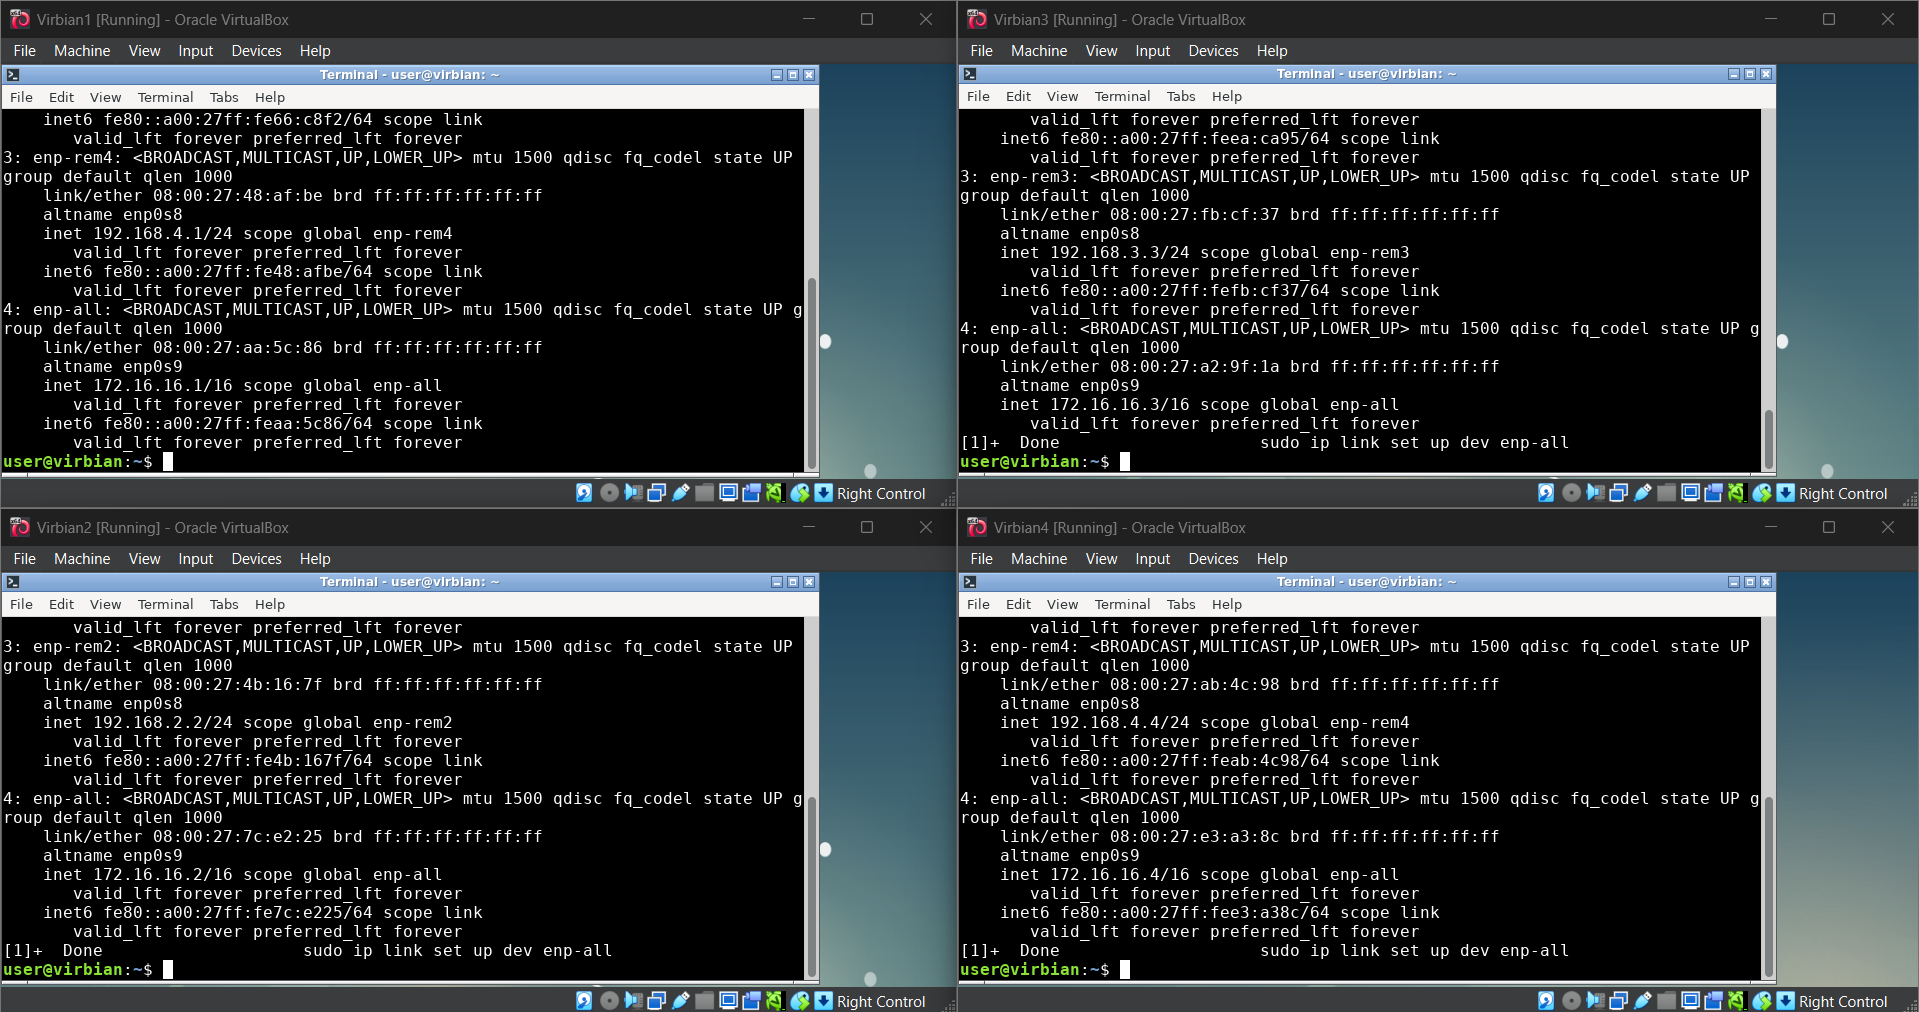 Virbian1 [Running] - Oracle VirtualBox
File Machine View Input Devices Help
Terminal - user@virbian: ~
File Edit View Terminal Tabs Help
inet6 fe80::a00:27ff:fe66:c8f2/64 scope link
valid_lft forever preferred_lft forever
3: enp-rem4: <BROADCAST,MULTICAST,UP,LOWER_UP> mtu 1500 qdisc fq_codel state UP
group default qlen 1000
link/ether 08:00:27:48:af:be brd ff:ff:ff:ff:ff:ff
altname enp0s8
inet 192.168.4.1/24 scope global enp-rem4
valid_lft forever preferred_lft forever
inet6 fe80::a00:27ff:fe48:afbe/64 scope link
valid_lft forever preferred_lft forever
4: enp-all: <BROADCAST,MULTICAST,UP,LOWER_UP> mtu 1500 qdisc fq_codel state UP g
roup default qlen 1000
link/ether 08:00:27:aa:5c:86 brd ff:ff:ff:ff:ff:ff
altname enp0s9
inet 172.16.16.1/16 scope global enp-all
valid_lft forever preferred_lft forever
inet6 fe80::a00:27ff:feaa:5c86/64 scope link
valid_lft forever preferred_lft forever
user@virbian:~$
Right Control
Virbian3 [Running] - Oracle VirtualBox
File Machine View Input Devices Help
Terminal - user@virbian: ~
File Edit View Terminal Tabs Help
valid_lft forever preferred_lft forever
inet6 fe80::a00:27ff:feea:ca95/64 scope link
valid_lft forever preferred_lft forever
3: enp-rem3: <BROADCAST,MULTICAST,UP,LOWER_UP> mtu 1500 qdisc fq_codel state UP
group default qlen 1000
link/ether 08:00:27:fb:cf:37 brd ff:ff:ff:ff:ff:ff
altname enp0s8
inet 192.168.3.3/24 scope global enp-rem3
valid_lft forever preferred_lft forever
inet6 fe80::a00:27ff:fefb:cf37/64 scope link
valid_lft forever preferred_lft forever
4: enp-all: <BROADCAST,MULTICAST,UP,LOWER_UP> mtu 1500 qdisc fq_codel state UP g
roup default qlen 1000
link/ether 08:00:27:a2:9f:1a brd ff:ff:ff:ff:ff:ff
altname enp0s9
inet 172.16.16.3/16 scope global enp-all
valid_lft forever preferred_lft forever
[1]+ Done sudo ip link set up dev enp-all
user@virbian:~$
Right Control
Virbian2 [Running] - Oracle VirtualBox
File Machine View Input Devices Help
Terminal - user@virbian: ~
File Edit View Terminal Tabs Help
valid_lft forever preferred_lft forever
3: enp-rem2: <BROADCAST,MULTICAST,UP,LOWER_UP> mtu 1500 qdisc fq_codel state UP
group default qlen 1000
link/ether 08:00:27:4b:16:7f brd ff:ff:ff:ff:ff:ff
altname enp0s8
inet 192.168.2.2/24 scope global enp-rem2
valid_lft forever preferred_lft forever
inet6 fe80::a00:27ff:fe4b:167f/64 scope link
valid_lft forever preferred_lft forever
4: enp-all: <BROADCAST,MULTICAST,UP,LOWER_UP> mtu 1500 qdisc fq_codel state UP g
roup default qlen 1000
link/ether 08:00:27:7c:e2:25 brd ff:ff:ff:ff:ff:ff
altname enp0s9
inet 172.16.16.2/16 scope global enp-all
valid_lft forever preferred_lft forever
inet6 fe80::a00:27ff:fe7c:e225/64 scope link
valid_lft forever preferred_lft forever
[1]+ Done sudo ip link set up dev enp-all
user@virbian:~$
Right Control
Virbian4 [Running] - Oracle VirtualBox
File Machine View Input Devices Help
Terminal - user@virbian: ~
File Edit View Terminal Tabs Help
valid_lft forever preferred_lft forever
3: enp-rem4: <BROADCAST,MULTICAST,UP,LOWER_UP> mtu 1500 qdisc fq_codel state UP
group default qlen 1000
link/ether 08:00:27:ab:4c:98 brd ff:ff:ff:ff:ff:ff
altname enp0s8
inet 192.168.4.4/24 scope global enp-rem4
valid_lft forever preferred_lft forever
inet6 fe80::a00:27ff:feab:4c98/64 scope link
valid_lft forever preferred_lft forever
4: enp-all: <BROADCAST,MULTICAST,UP,LOWER_UP> mtu 1500 qdisc fq_codel state UP g
roup default qlen 1000
link/ether 08:00:27:e3:a3:8c brd ff:ff:ff:ff:ff:ff
altname enp0s9
inet 172.16.16.4/16 scope global enp-all
valid_lft forever preferred_lft forever
inet6 fe80::a00:27ff:fee3:a38c/64 scope link
valid_lft forever preferred_lft forever
[1]+ Done sudo ip link set up dev enp-all
user@virbian:~$
Right Control